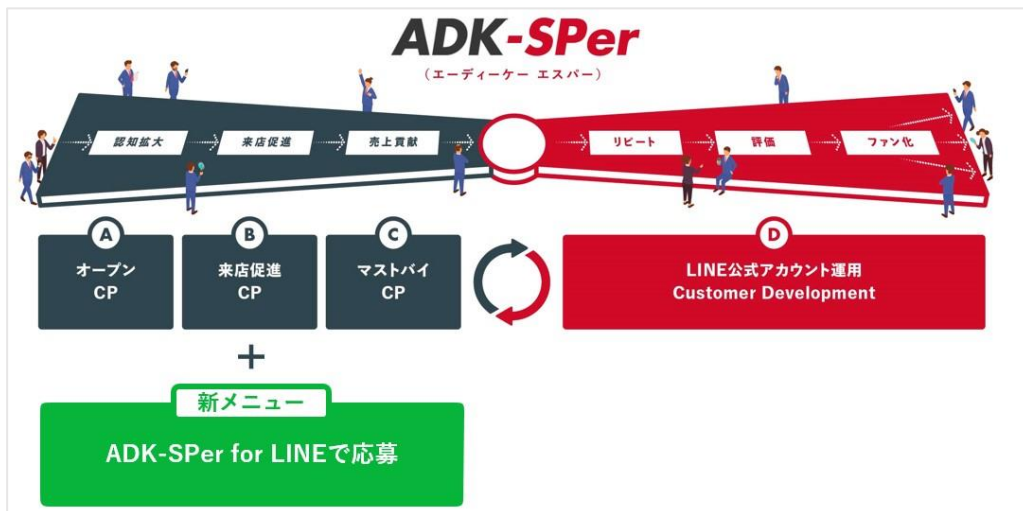 ADK-SPer
(エーディーケー エスパー)
認知拡大
来店促進
売上貢献
リピート
評価
ファン化
A
オープン
CP
B
来店促進
CP
C
マストバイ
CP
D
LINE公式アカウント運用
Customer Development
+
新メニュー
ADK-SPer for LINEで応募